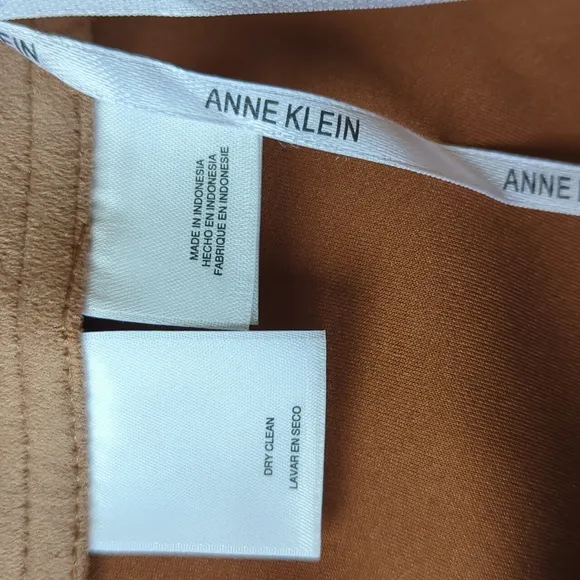 ANNE KLEIN
ANNE
MADE IN INDONESIA
HECHO EN INDONESIA
FABRIQUE EN INDONESIE
DRY CLEAN
LAVAR EN SECO